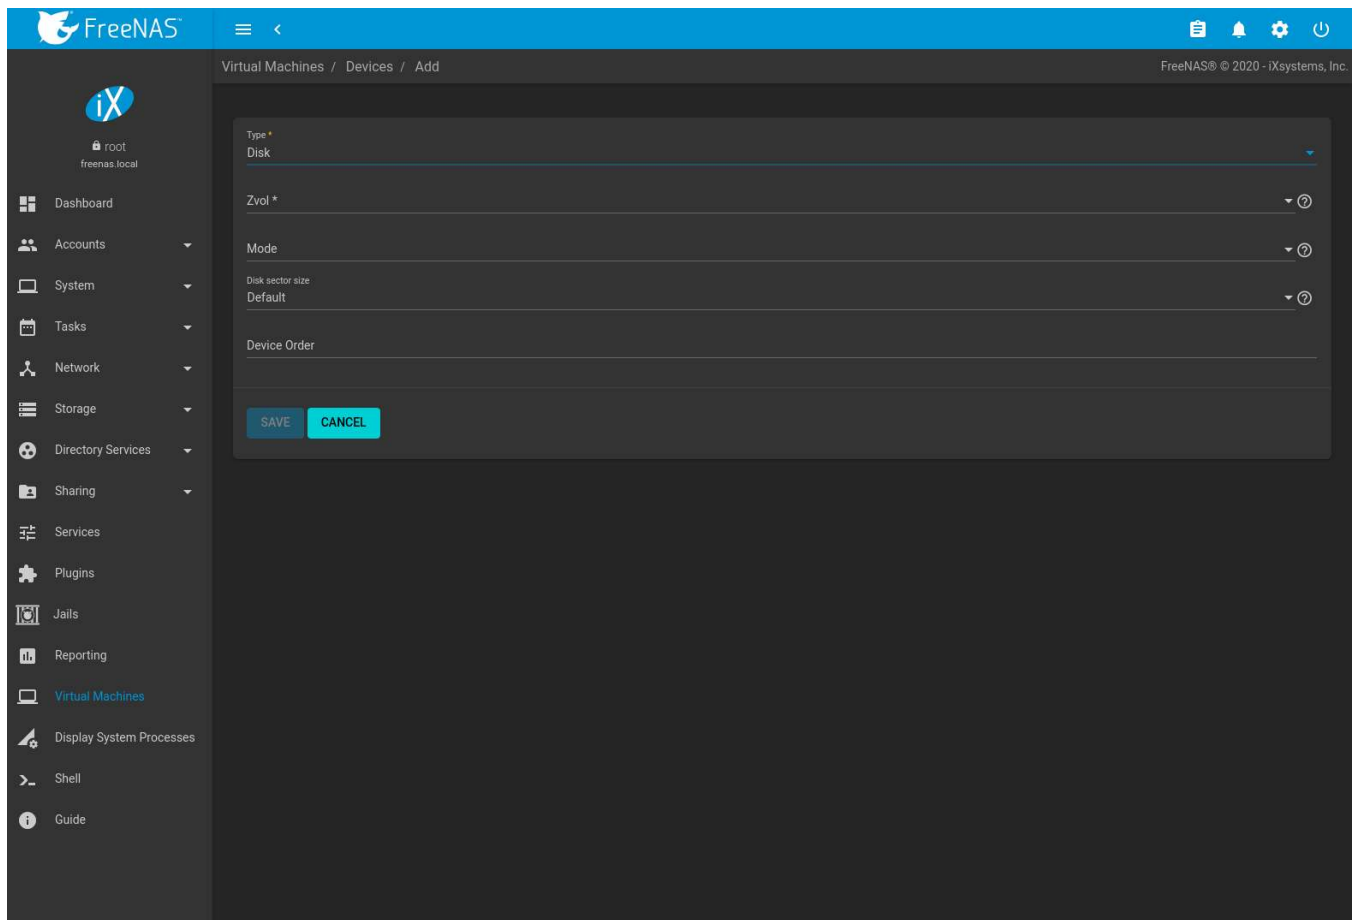 FreeNAS™
Virtual Machines / Devices / Add
FreeNAS® © 2020 - iXsystems, Inc.
iX
root
freenas.local
Dashboard
Accounts
System
Tasks
Network
Storage
Directory Services
Sharing
Services
Plugins
Jails
Reporting
Virtual Machines
Display System Processes
Shell
Guide
Type *
Disk
Zvol *
Mode
Disk sector size
Default
Device Order
SAVE
CANCEL